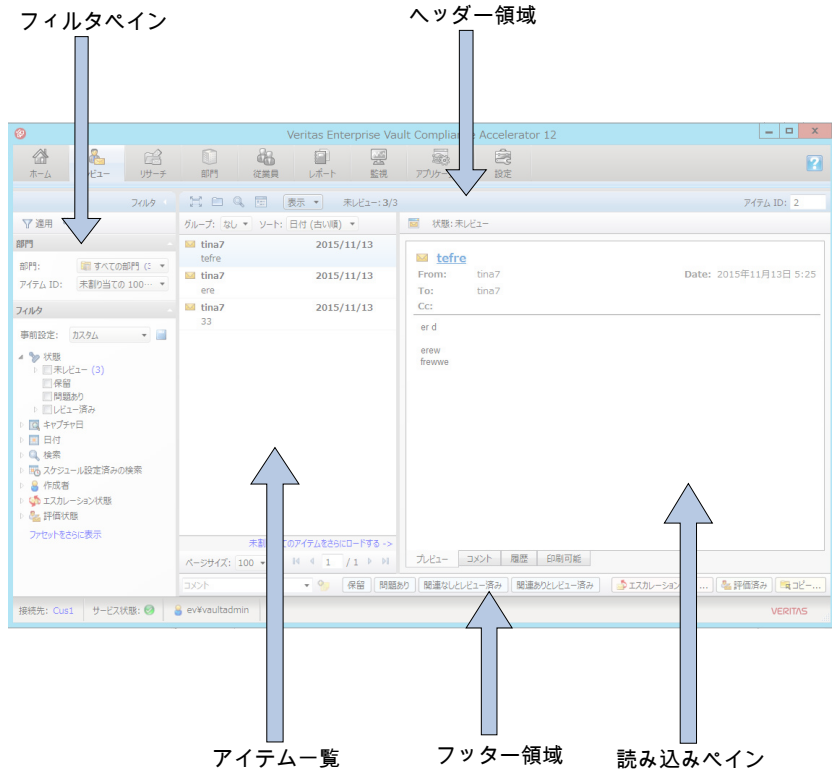 フィルタペイン
ヘッダー領域
Veritas Enterprise Vault Compliance Accelerator 12
ホーム レビュー リサーチ 部門 従業員 レポート 監視 アプリケー 設定
フィルタ 表示 未レビュー: 3/3 アイテム ID: 2
適用 グループ: なし ソート: 日付 (古い順) 状態: 未レビュー
部門
部門: すべての部門 (ミ
アイテム ID: 未割り当ての 100…
フィルタ
事前設定: カスタム
状態
未レビュー (3)
保留
問題あり
レビュー済み
キャプチャ日
日付
検索
スケジュール設定済みの検索
作成者
エスカレーション状態
評価状態
ファセットをさらに表示
tina7 2015/11/13
tefre
tina7 2015/11/13
ere
tina7 2015/11/13
33
未割 てのアイテムをさらにロードする ->
ページサイズ: 100 1 / 1
tefre
From: tina7 Date: 2015年11月13日 5:25
To: tina7
Cc:
er d
erew
frewwe
プレビュー コメント 履歴 印刷可能
コメント 保留 問題あり 関連なしとレビュー済み 関連ありとレビュー済み エスカレーション ... 評価済み コピー...
接続先: Cus1 サービス状態: ev¥vaultadmin VERITAS
アイテム一覧
フッター領域
読み込みペイン